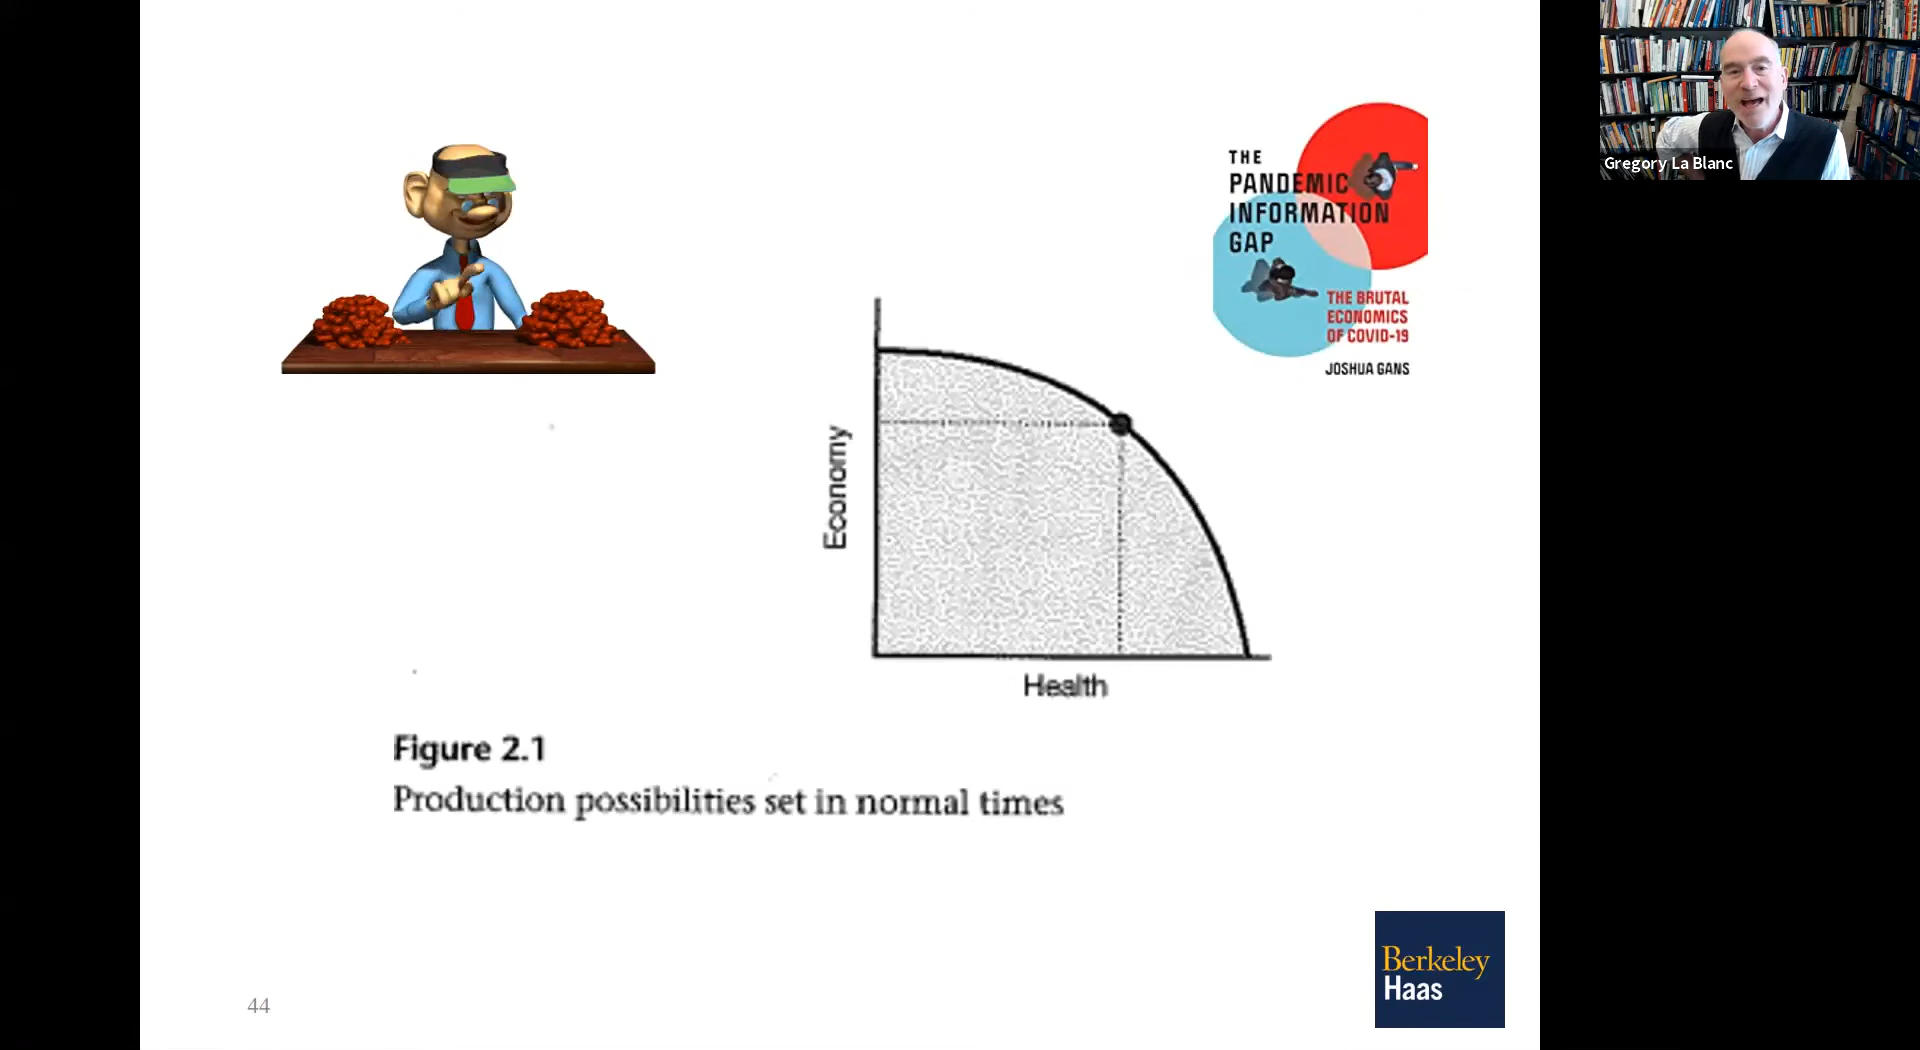 THE
PANDEMIC
INFORMATION
GAP
THE BRUTAL
ECONOMICS
OF COVID-19
JOSHUA GANS
Gregory La Blanc
Economy
Health
Figure 2.1
Production possibilities set in normal times
44
Berkeley
Haas